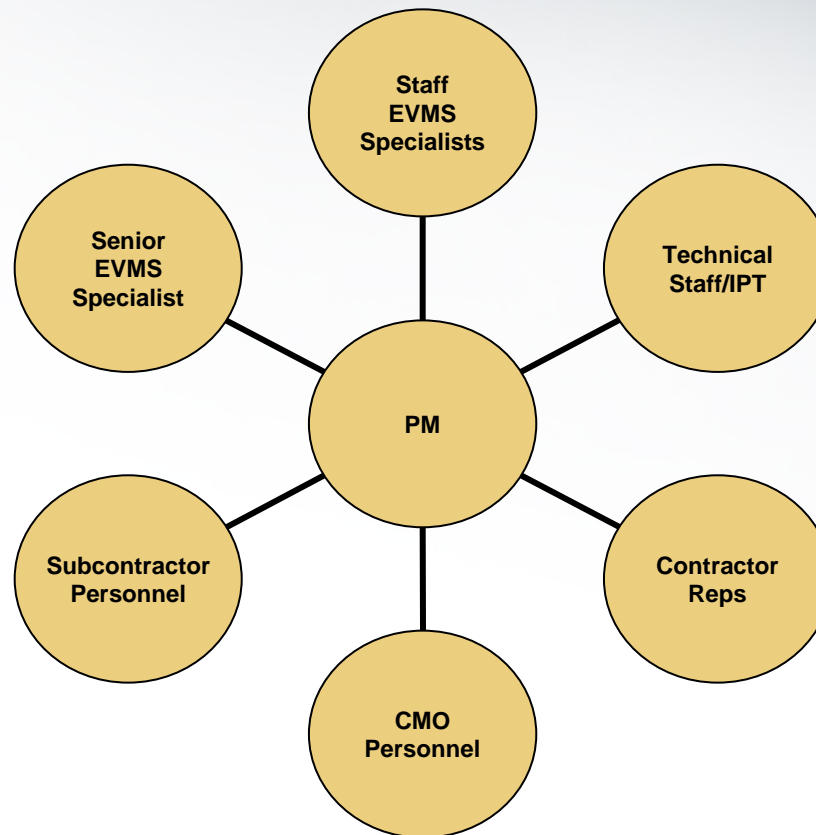 Staff
EVMS
Specialists
Senior
EVMS
Specialist
Technical
Staff/IPT
PM
Subcontractor
Personnel
Contractor
Reps
CMO
Personnel